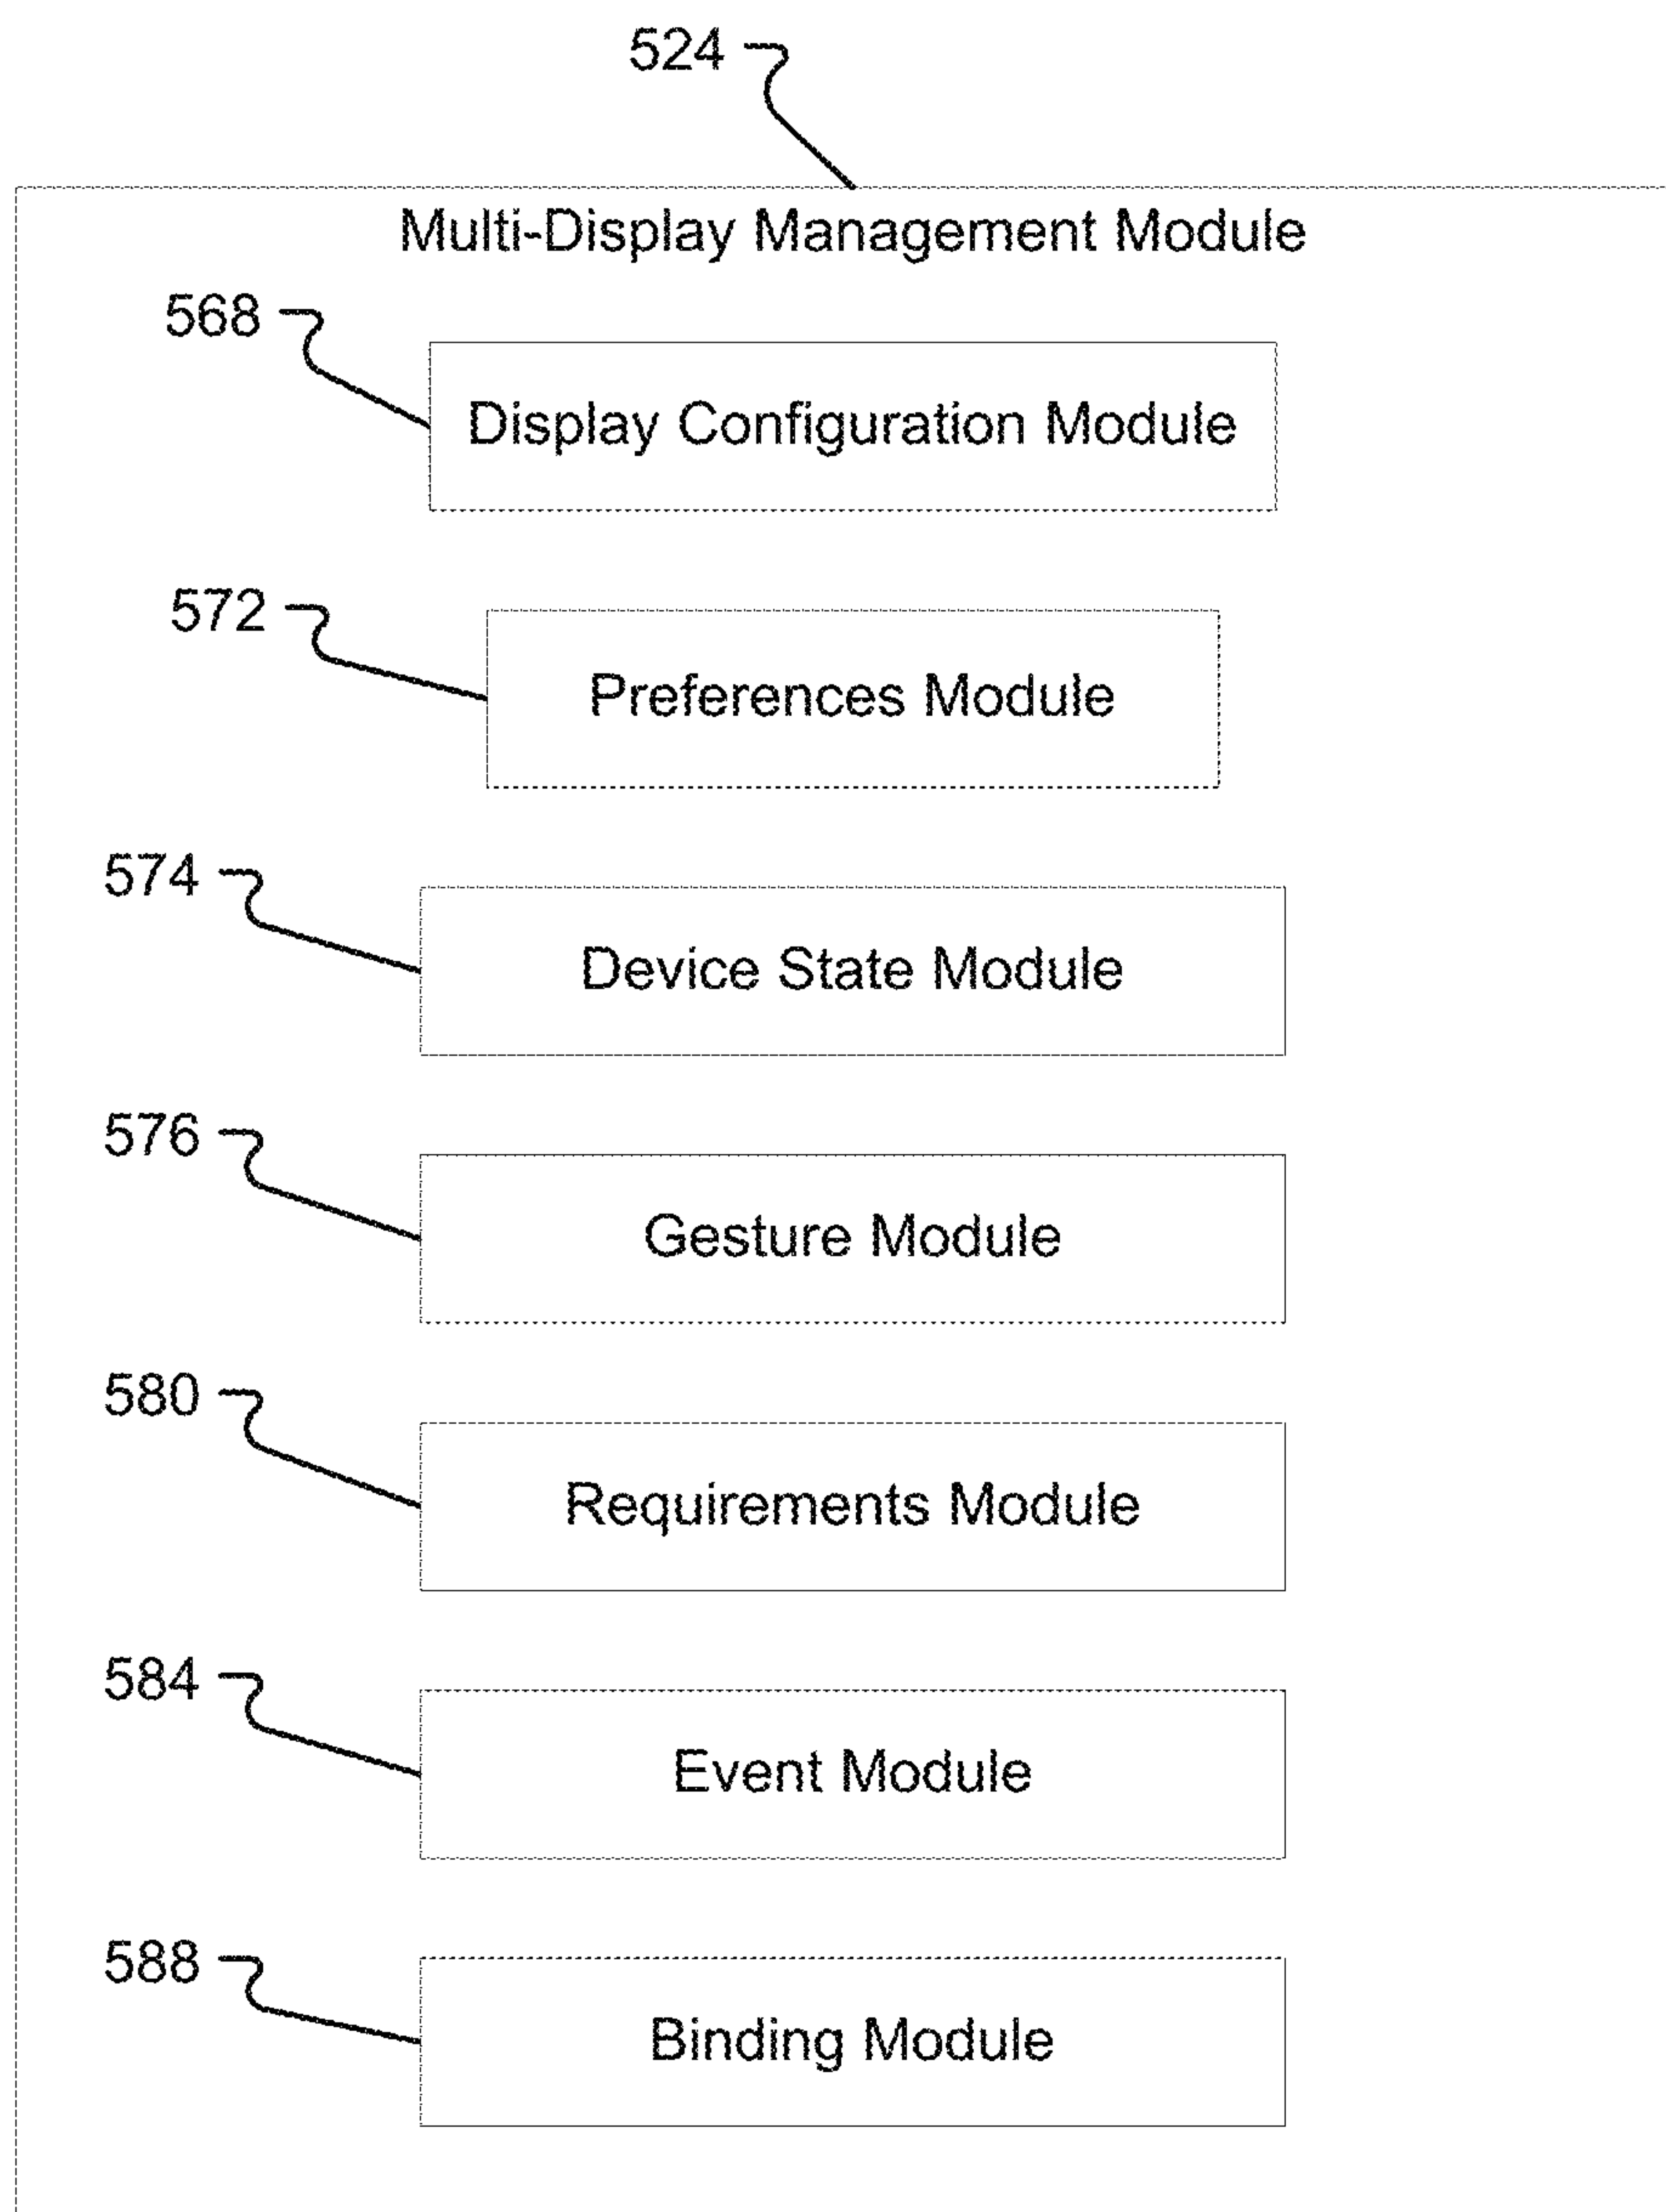 524
Multi-Display Management Module
568
Display Configuration Module
572
Preferences Module
574
Device State Module
576
Gesture Module
580
Requirements Module
584
Event Module
588
Binding Module